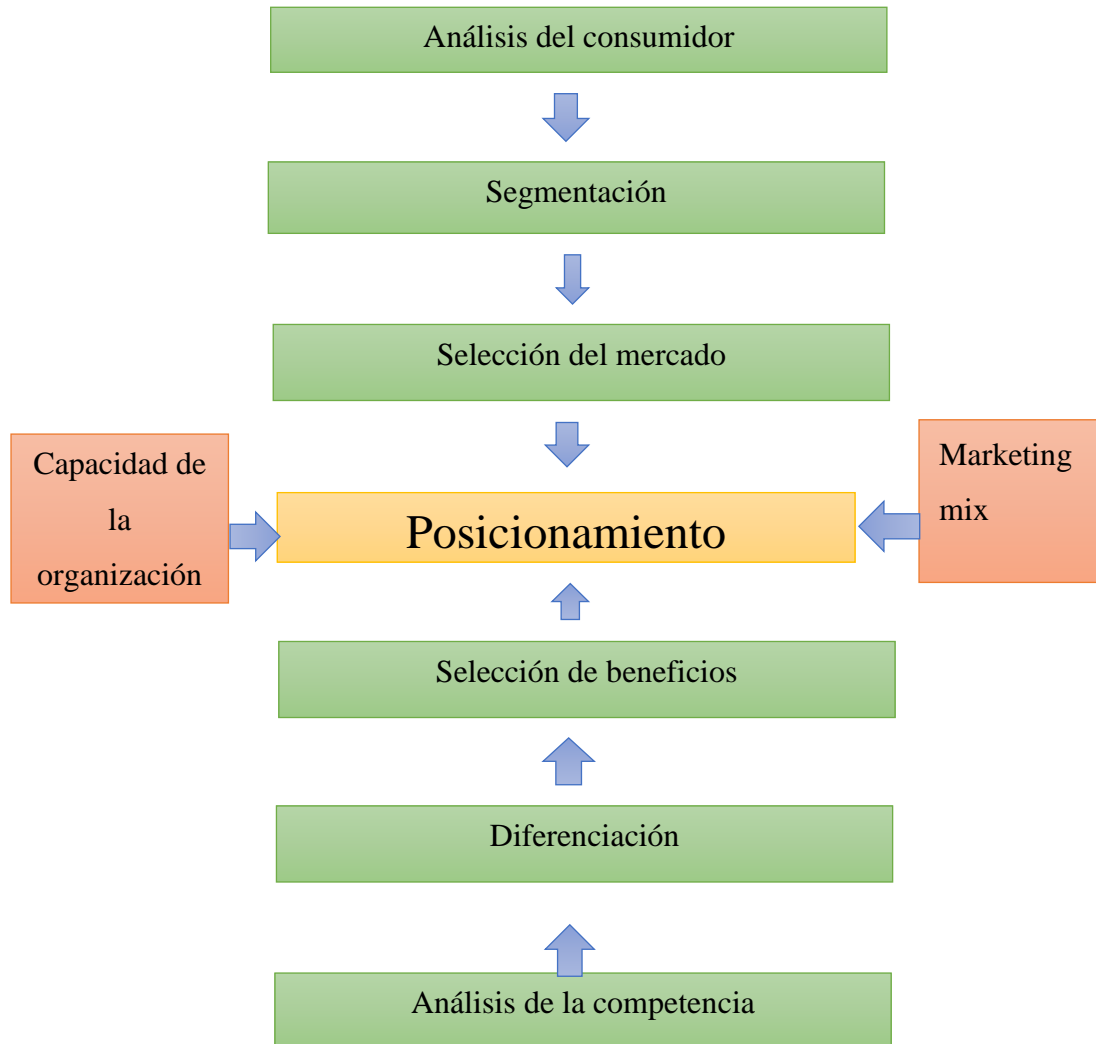 Análisis del consumidor
Segmentación
Selección del mercado
Capacidad de
la
organización
Posicionamiento
Marketing
mix
Selección de beneficios
Diferenciación
Análisis de la competencia